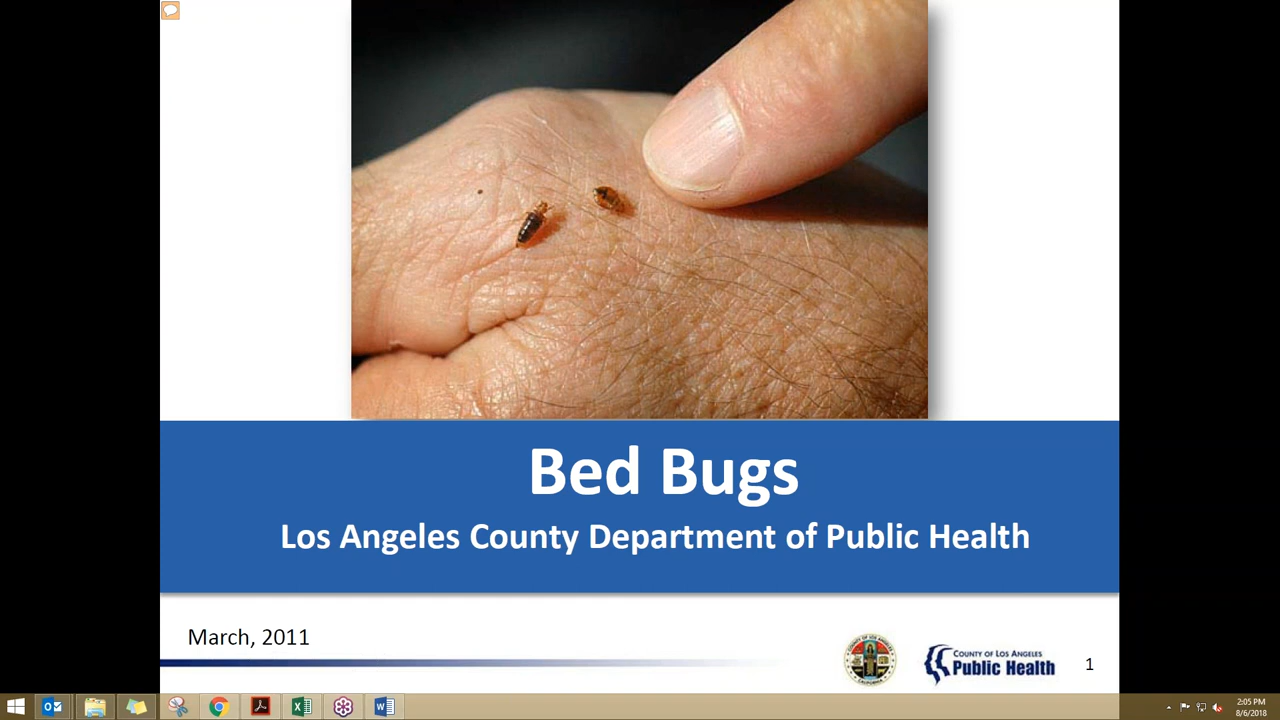 Bed Bugs
Los Angeles County Department of Public Health
March, 2011
COUNTY OF LOS ANGELES
Public Health
1
2:05 PM
8/6/2018